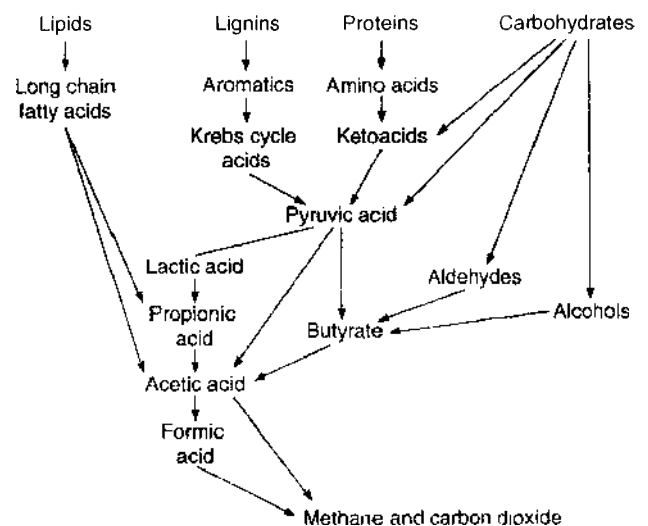 Lipids
Lignins
Proteins
Carbohydrates
Long chain
fatty acids
Aromatics
Amino acids
Krebs cycle
acids
Ketoacids
Pyruvic acid
Lactic acid
Aldehydes
Propionic
acid
Butyrate
Alcohols
Acetic acid
Formic
acid
Methane and carbon dioxide